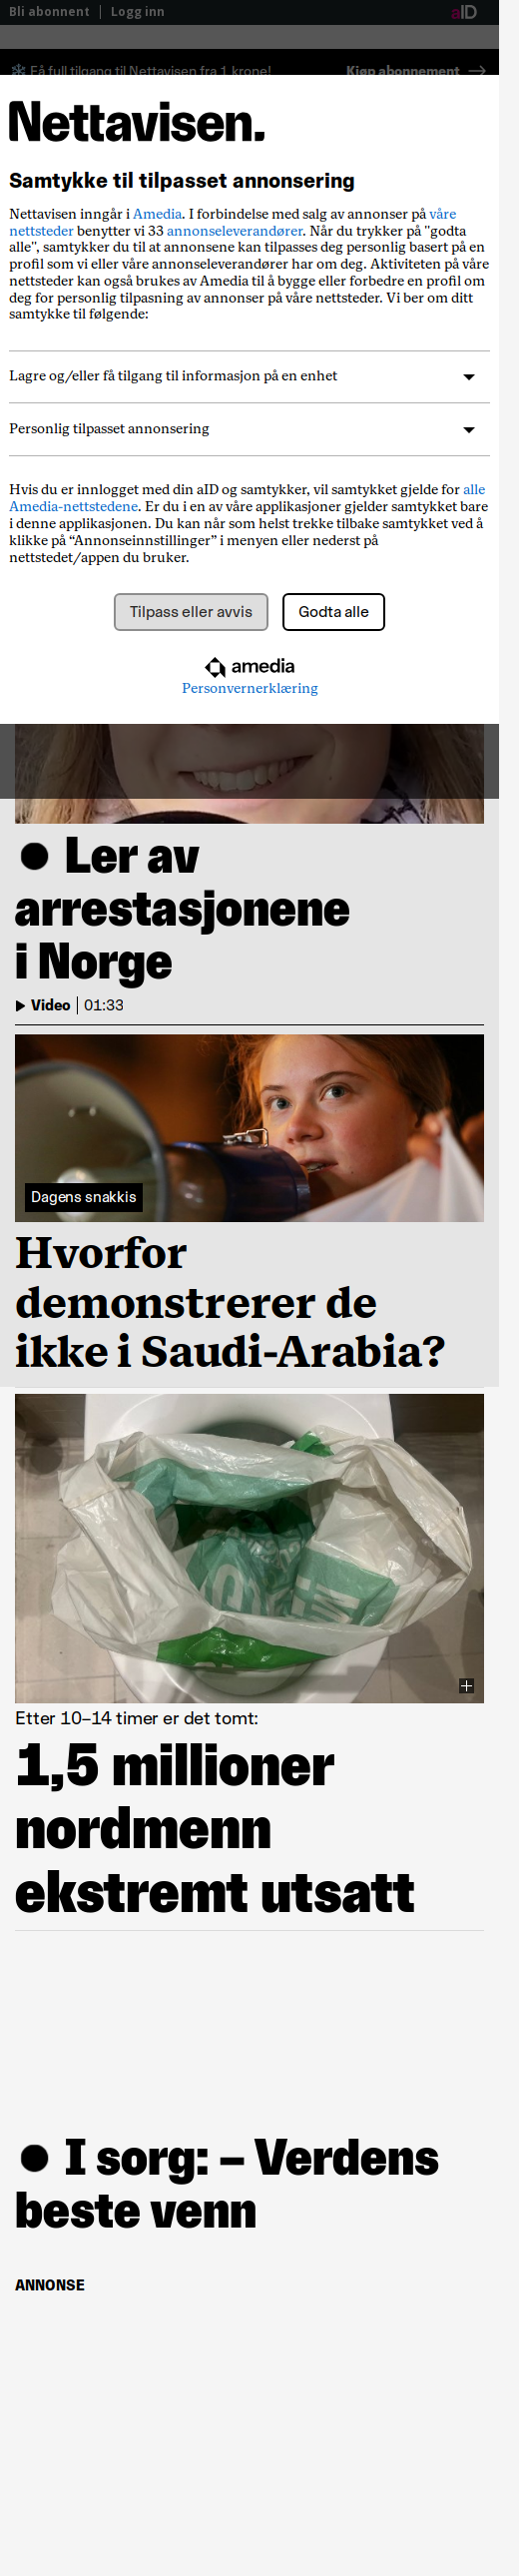 Bli abonnent | Logg inn
aID
Få full tilgang til Nettavisen fra 1 krone!
Kjøp abonnement →
Nettavisen.
Samtykke til tilpasset annonsering
Nettavisen inngår i Amedia. I forbindelse med salg av annonser på våre
nettsteder benytter vi 33 annonseleverandører. Når du trykker på "godta
alle", samtykker du til at annonsene kan tilpasses deg personlig basert på en
profil som vi eller våre annonseleverandører har om deg. Aktiviteten på våre
nettsteder kan også brukes av Amedia til å bygge eller forbedre en profil om
deg for personlig tilpasning av annonser på våre nettsteder. Vi ber om ditt
samtykke til følgende:
Lagre og/eller få tilgang til informasjon på en enhet
Personlig tilpasset annonsering
Hvis du er innlogget med din aID og samtykker, vil samtykket gjelde for alle
Amedia-nettstedene. Er du i en av våre applikasjoner gjelder samtykket bare
i denne applikasjonen. Du kan når som helst trekke tilbake samtykket ved å
klikke på “Annonseinnstillinger” i menyen eller nederst på
nettstedet/appen du bruker.
Tilpass eller avvis
Godta alle
amedia
Personvernerklæring
● Ler av
arrestasjonene
i Norge
Video | 01:33
Dagens snakkis
Hvorfor
demonstrerer de
ikke i Saudi-Arabia?
Etter 10–14 timer er det tomt:
1,5 millioner
nordmenn
ekstremt utsatt
● I sorg: – Verdens
beste venn
ANNONSE